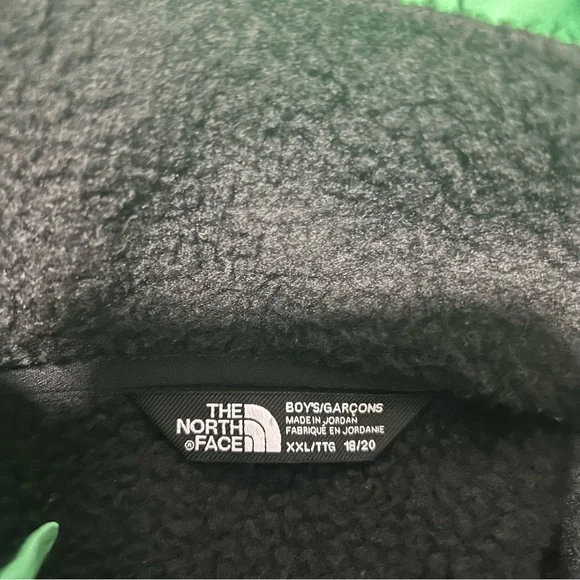 THE
NORTH
®FACE
BOY'S/GARÇONS
MADE IN JORDAN
FABRIQUÉ EN JORDANIE
XXL/TTG 18/20